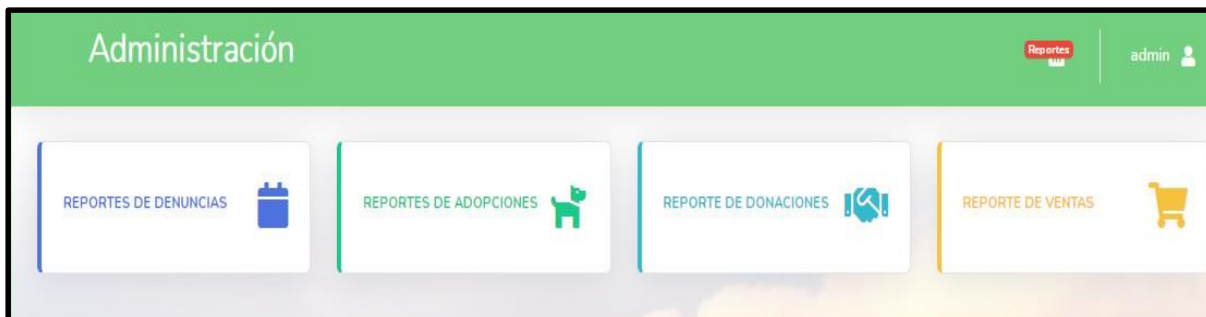 Administración
Reportes
admin
REPORTES DE DENUNCIAS
REPORTES DE ADOPCIONES
REPORTE DE DONACIONES
REPORTE DE VENTAS